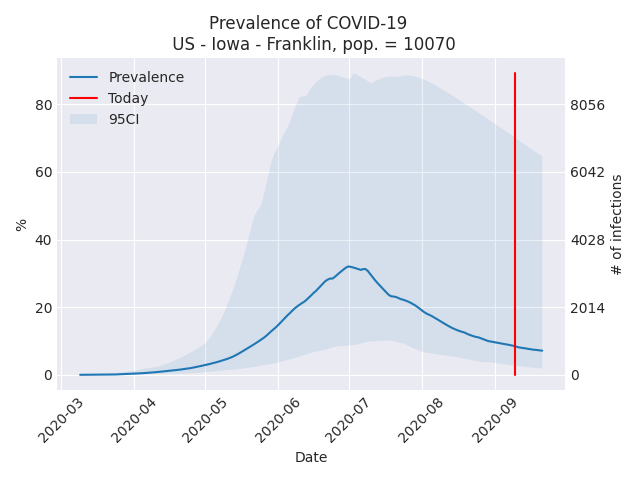 Prevalence of COVID-19
US - Iowa - Franklin, pop. = 10070
Prevalence
Today
95CI
80
60
40
20
0
%
8056
6042
4028
2014
0
# of infections
2020-03
2020-04
2020-05
2020-06
2020-07
2020-08
2020-09
Date